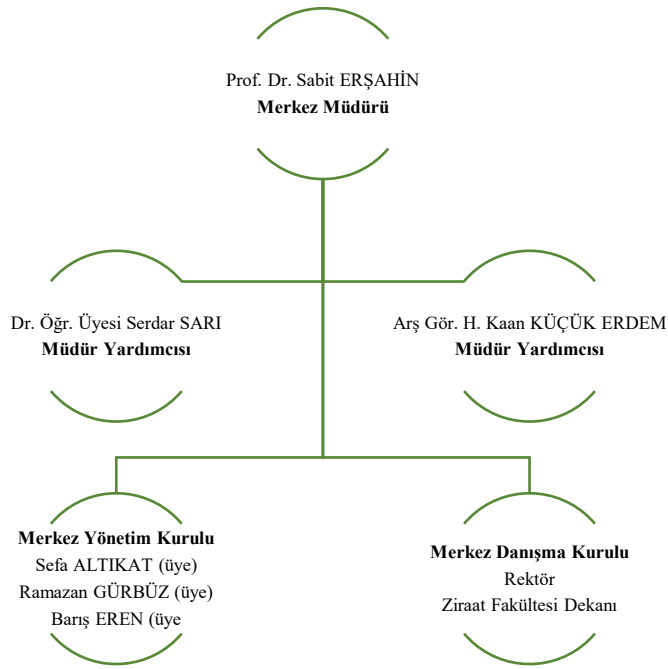 Prof. Dr. Sabit ERŞAHİN
Merkez Müdürü
Dr. Öğr. Üyesi Serdar SARI
Müdür Yardımcısı
Arş Gör. H. Kaan KÜÇÜK ERDEM
Müdür Yardımcısı
Merkez Yönetim Kurulu
Sefa ALTIKAT (üye)
Ramazan GÜRBÜZ (üye)
Barış EREN (üye
Merkez Danışma Kurulu
Rektör
Ziraat Fakültesi Dekanı